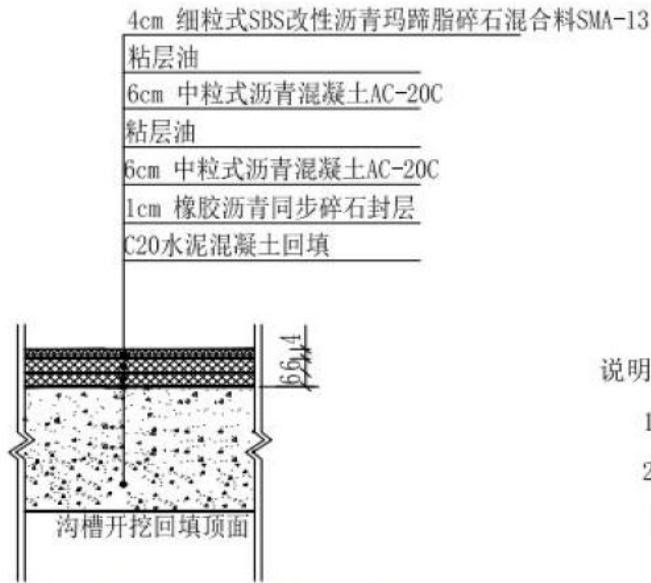 4cm 细粒式SBS改性沥青玛蹄脂碎石混合料SMA-13
粘层油
6cm 中粒式沥青混凝土AC-20C
粘层油
6cm 中粒式沥青混凝土AC-20C
1cm 橡胶沥青同步碎石封层
C20水泥混凝土回填
66 4
说明
1
2
沟槽开挖回填顶面